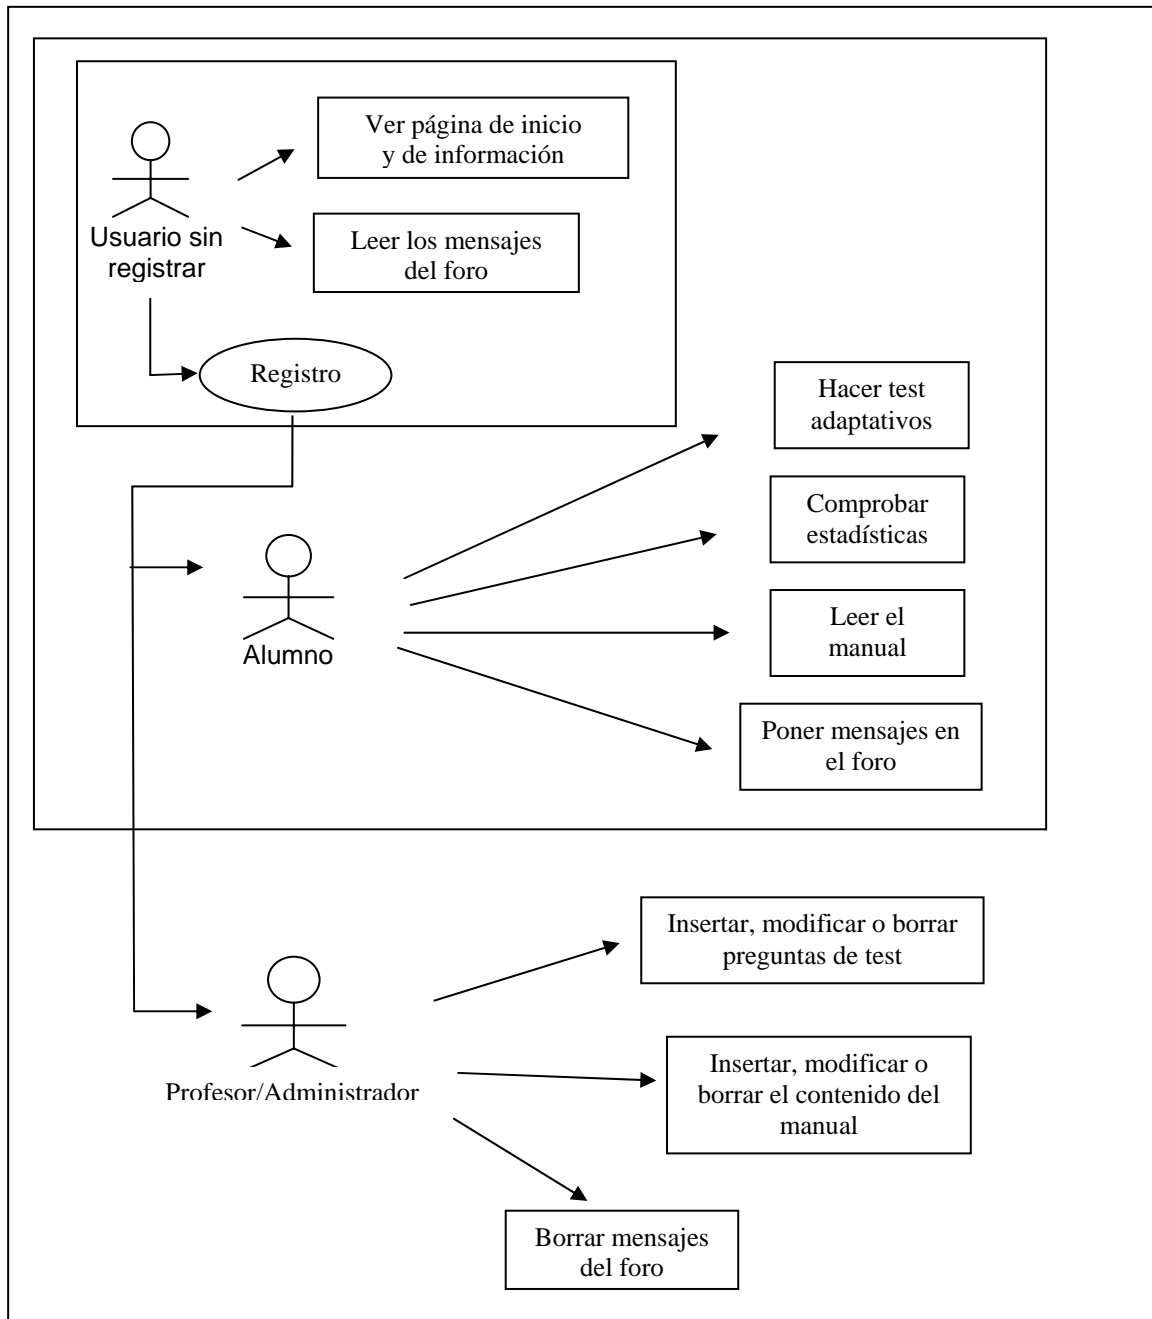 Ver página de inicio
y de información
Usuario sin
registrar
Leer los mensajes
del foro
Registro
Hacer test
adaptativos
Comprobar
estadísticas
Alumno
Leer el
manual
Poner mensajes en
el foro
Insertar, modificar o borrar
preguntas de test
Profesor/Administrador
Insertar, modificar o
borrar el contenido del
manual
Borrar mensajes
del foro